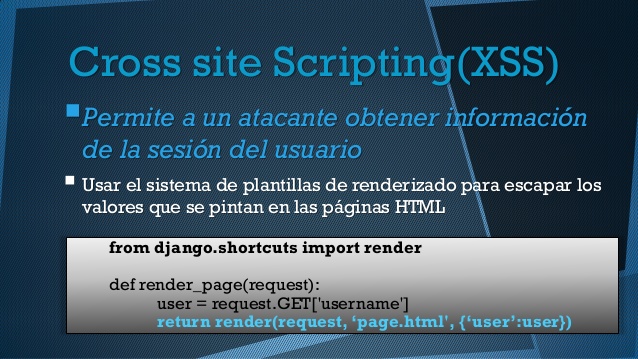 Cross site Scripting(XSS)
Permite a un atacante obtener información
de la sesión del usuario
Usar el sistema de plantillas de renderizado para escapar los
valores que se pintan en las páginas HTML
from django.shortcuts import render
def render_page(request):
user = request.GET['username']
return render(request, ‘page.html’, {‘user’:user})